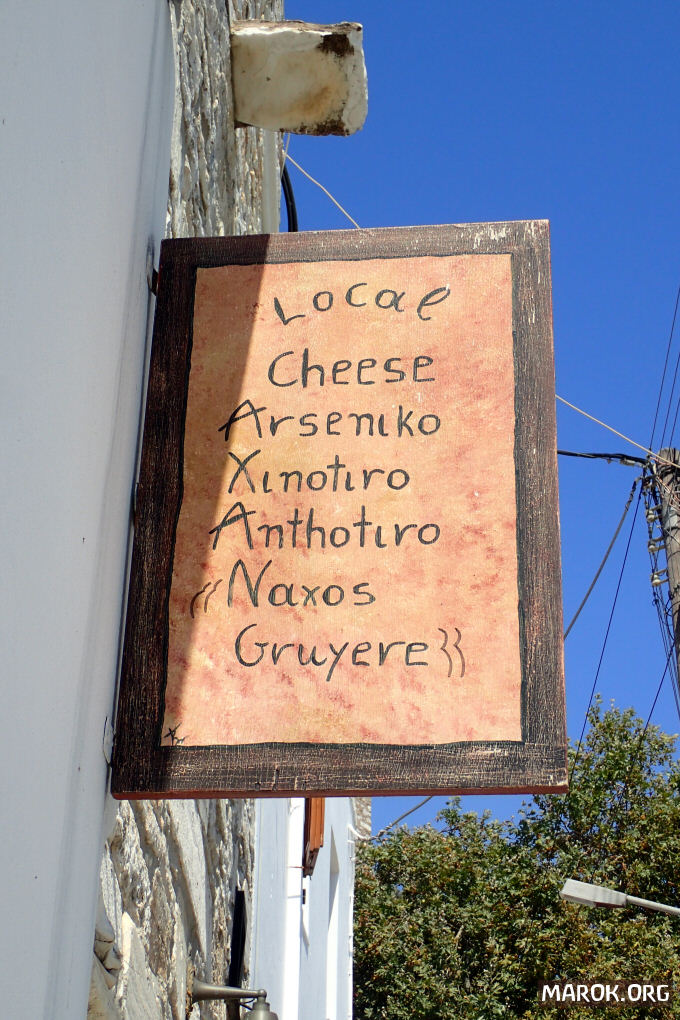 Local
Cheese
Arseniko
Xinotiro
Anthotiro
"Naxos
Gruyere"
MAROK.ORG